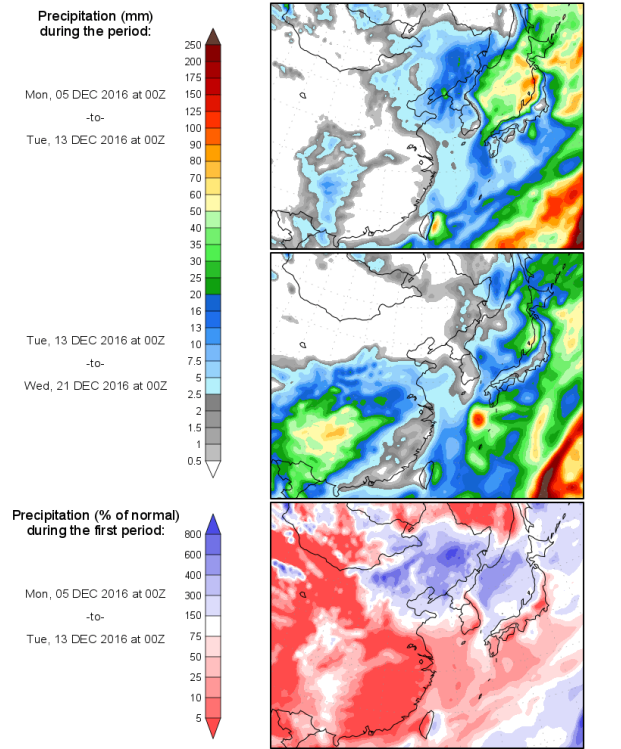 Precipitation (mm)
during the period:
Mon, 05 DEC 2016 at 00Z
-to-
Tue, 13 DEC 2016 at 00Z
250
200
175
150
125
100
90
80
70
60
50
40
35
30
25
20
16
13
10
7.5
5
2.5
2
1.5
1
0.5
Tue, 13 DEC 2016 at 00Z
-to-
Wed, 21 DEC 2016 at 00Z
Precipitation (% of normal)
during the first period:
Mon, 05 DEC 2016 at 00Z
-to-
Tue, 13 DEC 2016 at 00Z
800
600
400
300
150
75
50
25
10
5